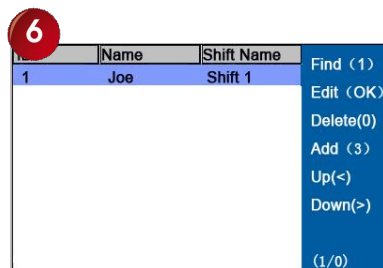 6
Name Shift Name
1 Joe Shift 1
Find（1）
Edit（OK）
Delete(0)
Add（3）
Up(<)
Down(>)
(1/0)